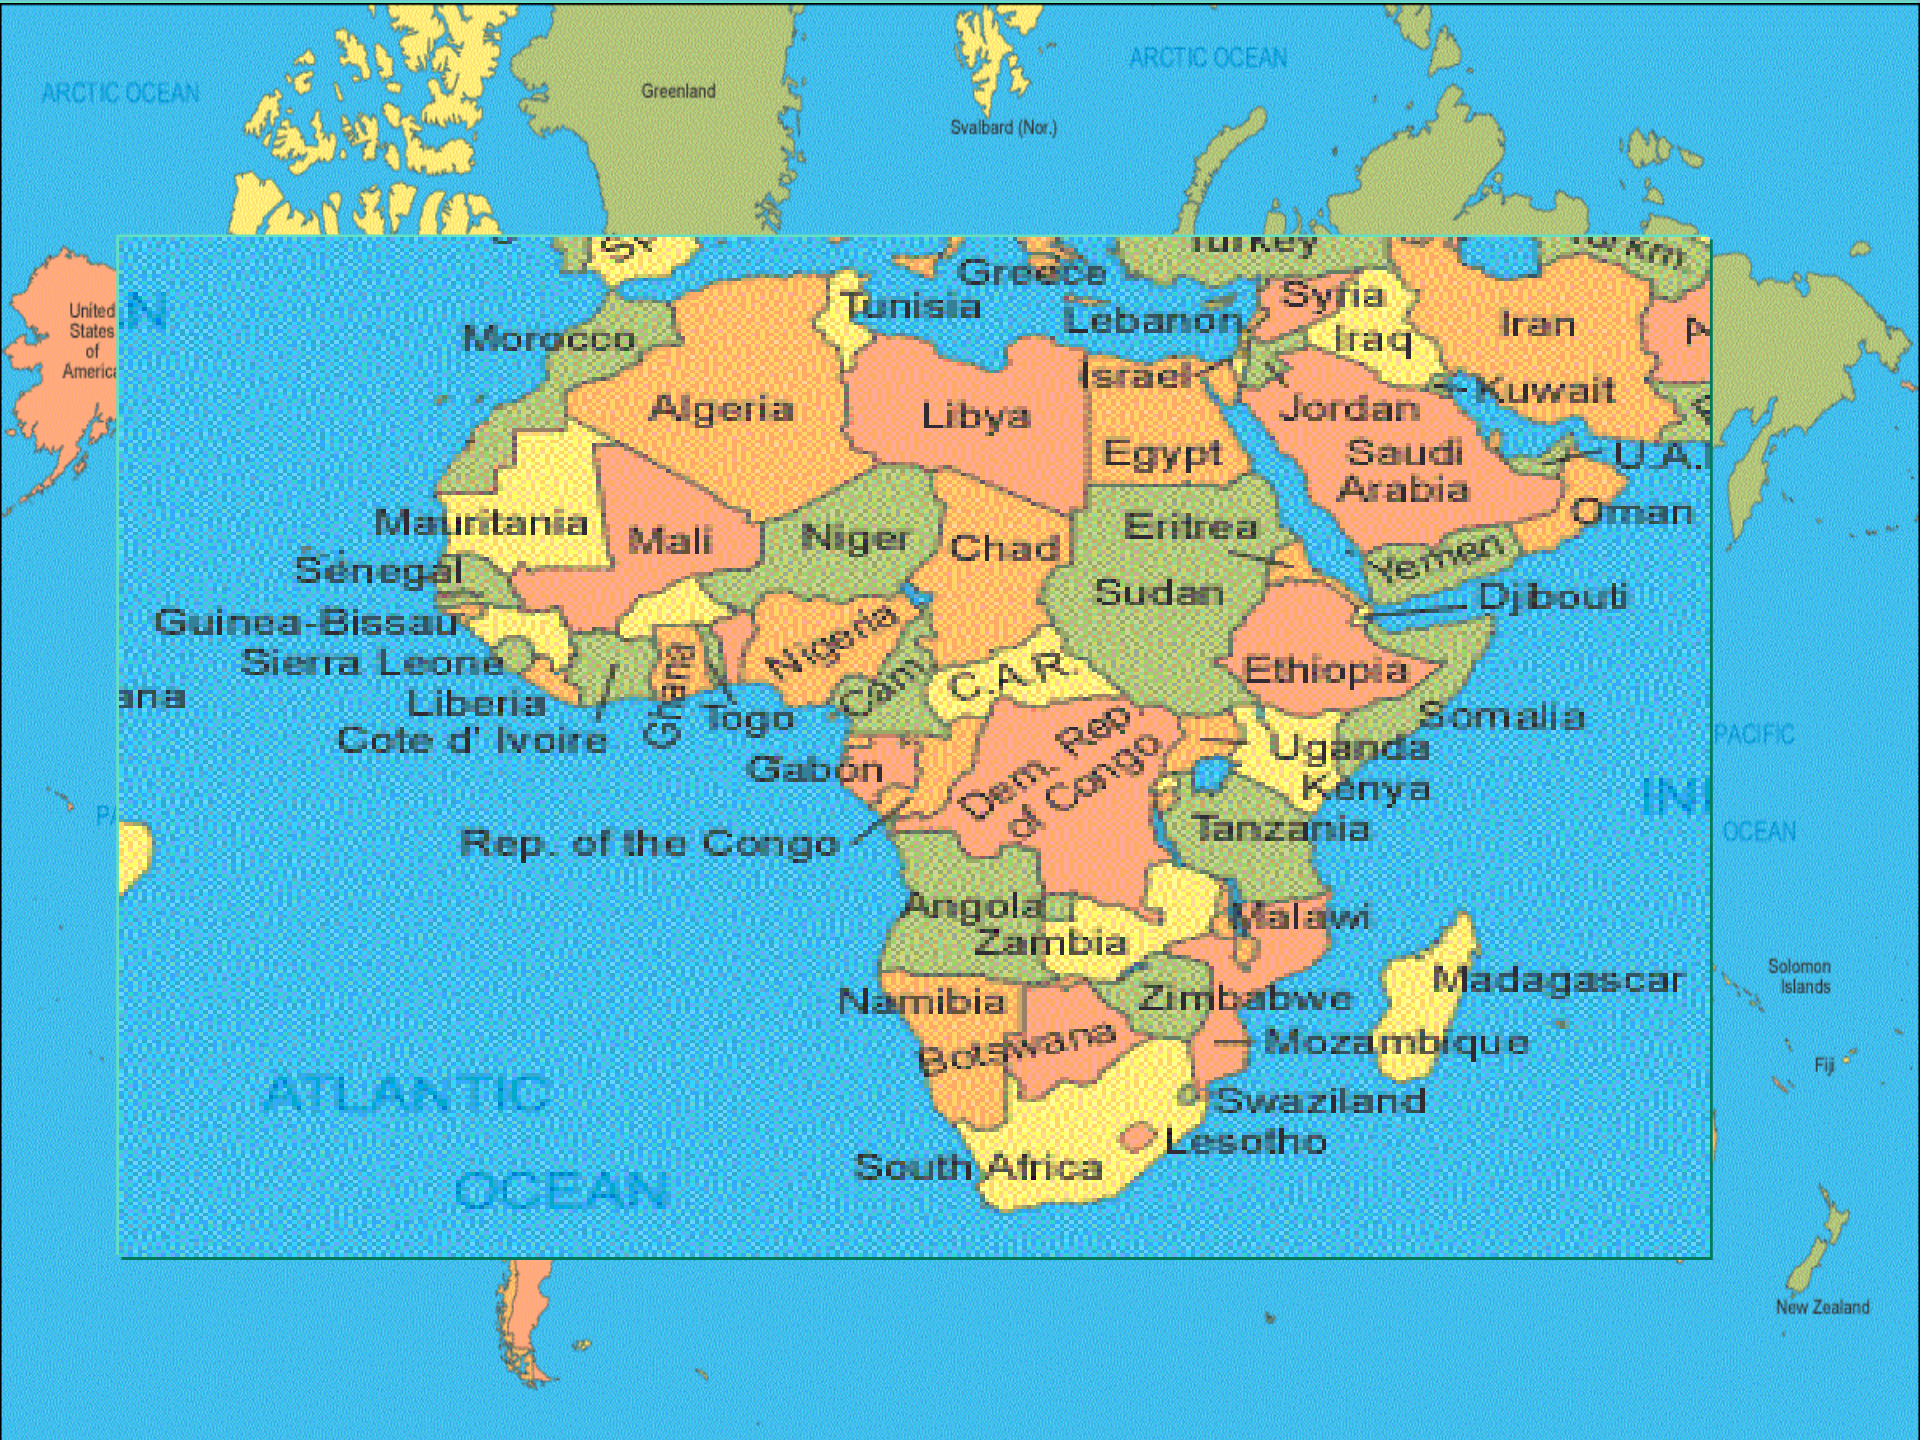 ARCTIC OCEAN
Greenland
Svalbard (Nor.)
ARCTIC OCEAN
United
States
of
America
Turkey
Greece
Syria
Tunisia
Lebanon
Iraq
Iran
Morocco
Israel
Kuwait
Algeria
Libya
Jordan
Egypt
Saudi
Arabia
U.A.
Oman
Mauritania
Mali
Niger
Chad
Eritrea
Yemen
Sénégal
Sudan
Djibouti
Guinea-Bissau
Nigeria
Sierra Leone
Ghana
Cam.
C.A.R.
Ethiopia
ana
Liberia
Togo
Somalia
Cote d' Ivoire
Dem. Rep.
of Congo
Uganda
PACIFIC
OCEAN
Gabon
Kenya
IN
Tanzania
Rep. of the Congo
Angola
Malawi
Zambia
Madagascar
Namibia
Zimbabwe
Solomon
Islands
Botswana
Mozambique
Fiji
ATLANTIC
OCEAN
Swaziland
Lesotho
South Africa
New Zealand